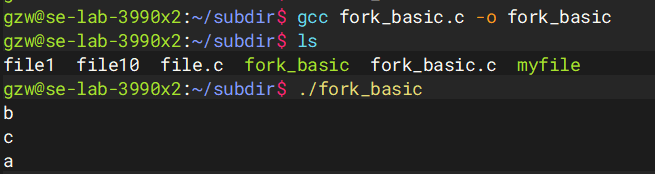 gzw@se-lab-3990x2:~/subdir$ gcc fork_basic.c -o fork_basic
gzw@se-lab-3990x2:~/subdir$ ls
file1  file10  file.c  fork_basic  fork_basic.c  myfile
gzw@se-lab-3990x2:~/subdir$ ./fork_basic
b
c
a